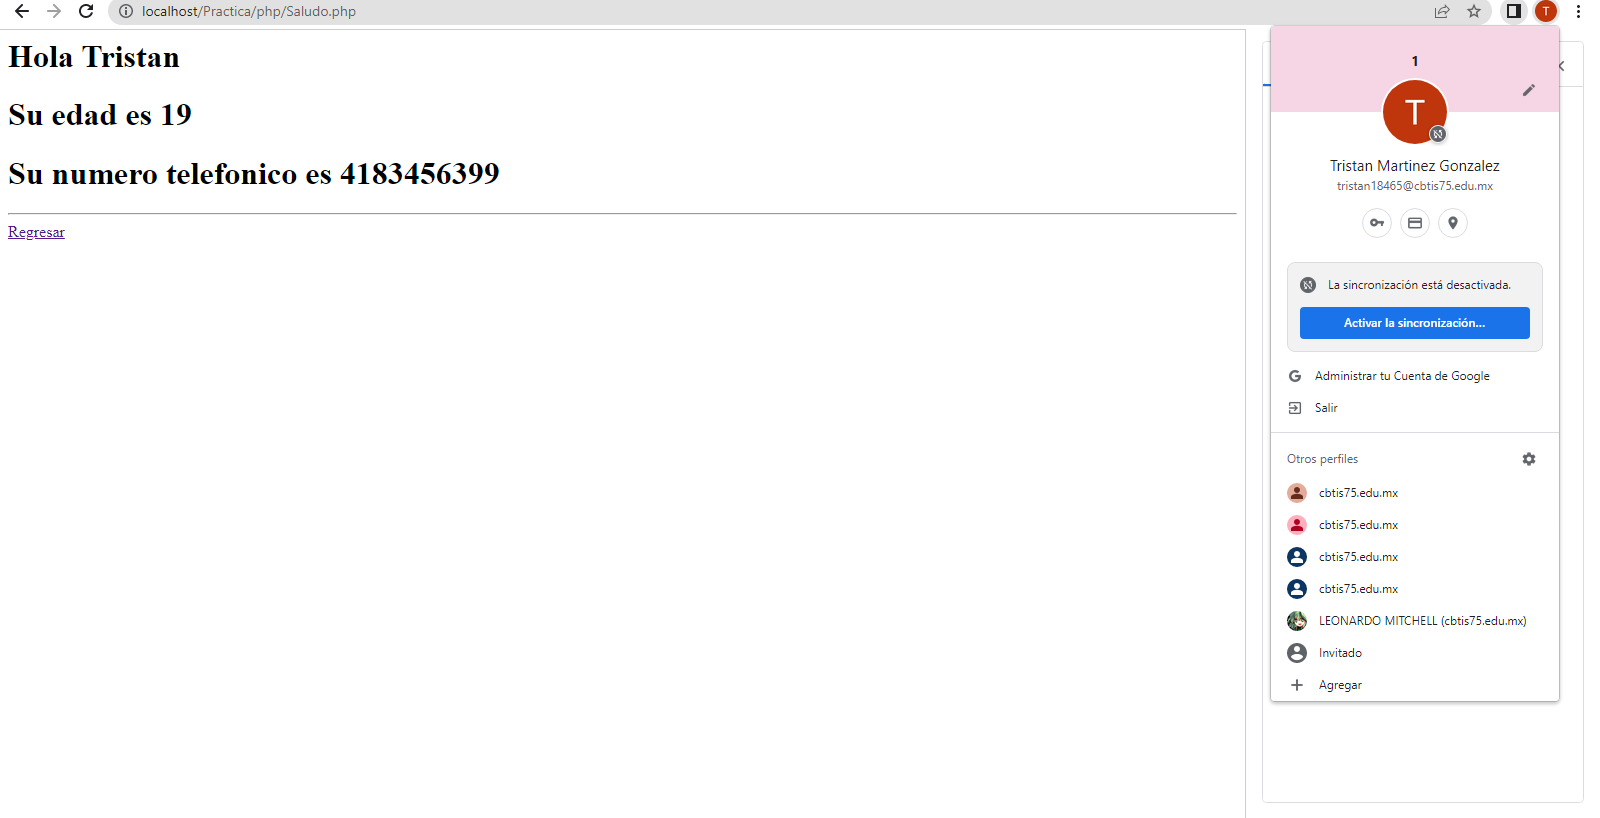 localhost/Practica/php/Saludo.php
T
Hola Tristan
Su edad es 19
Su numero telefonico es 4183456399
Regresar
1
T
Tristan Martinez Gonzalez
tristan18465@cbtis75.edu.mx
La sincronización está desactivada.
Activar la sincronización...
Administrar tu Cuenta de Google
Salir
Otros perfiles
cbtis75.edu.mx
cbtis75.edu.mx
cbtis75.edu.mx
cbtis75.edu.mx
LEONARDO MITCHELL (cbtis75.edu.mx)
Invitado
Agregar